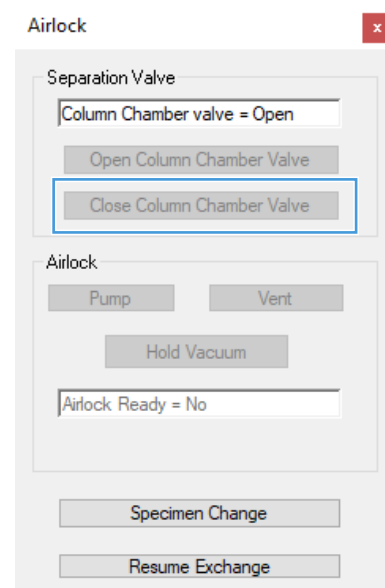 Airlock
x
Separation Valve
Column Chamber valve = Open
Open Column Chamber Valve
Close Column Chamber Valve
Airlock
Pump Vent
Hold Vacuum
Airlock Ready = No
Specimen Change
Resume Exchange